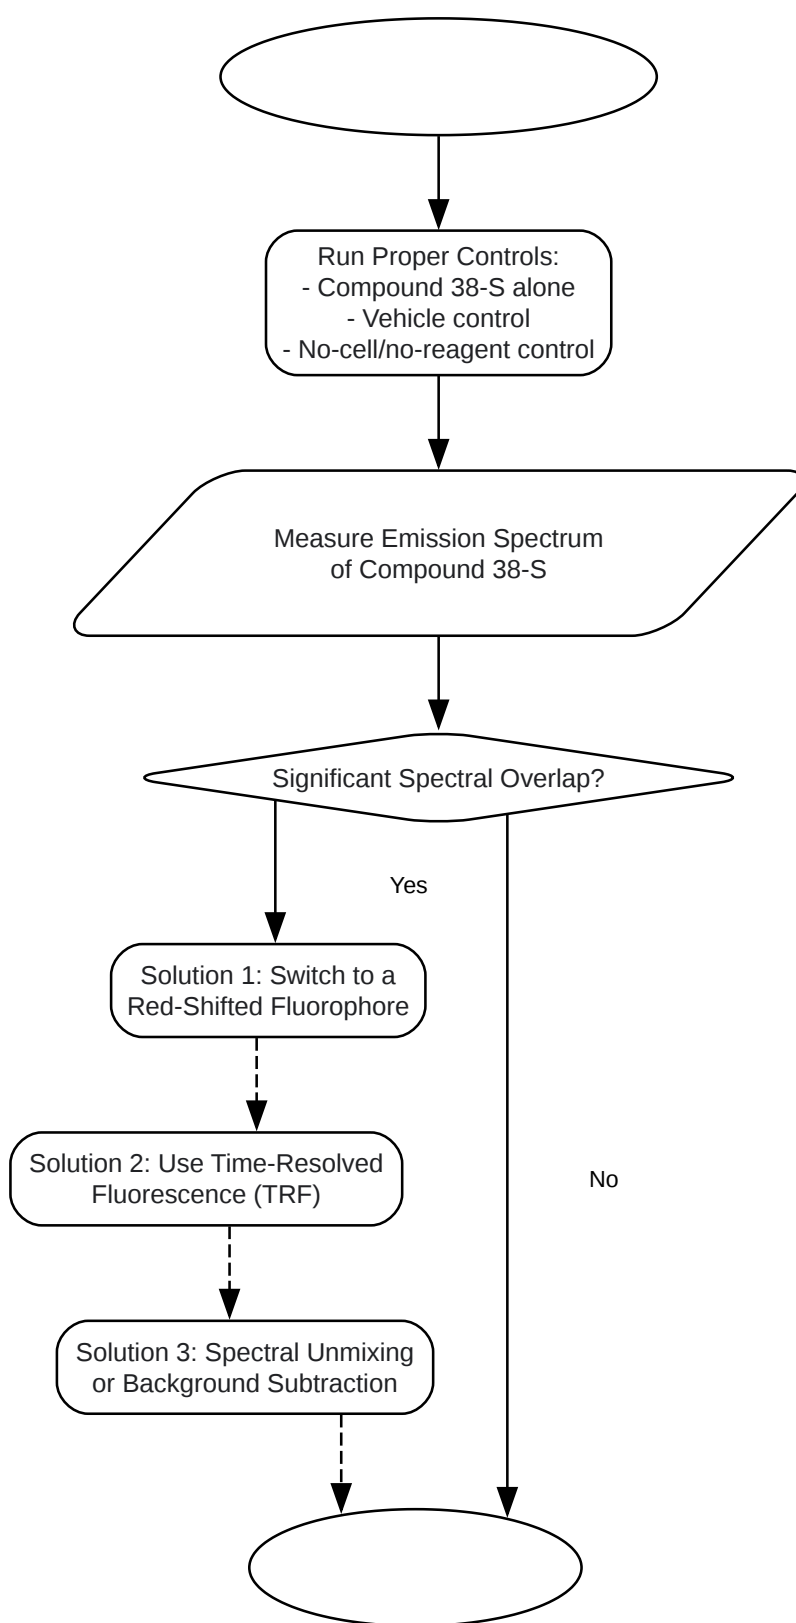 Run Proper Controls:
- Compound 38-S alone
- Vehicle control
- No-cell/no-reagent control
Measure Emission Spectrum
of Compound 38-S
Significant Spectral Overlap?
Yes
Solution 1: Switch to a
Red-Shifted Fluorophore
Solution 2: Use Time-Resolved
Fluorescence (TRF)
No
Solution 3: Spectral Unmixing
or Background Subtraction